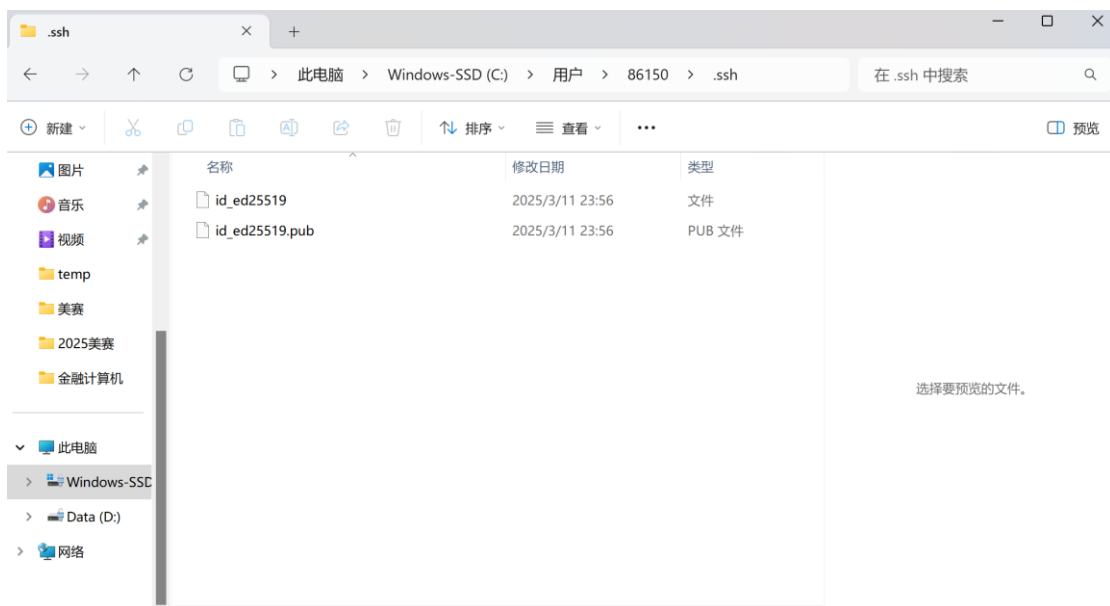 .ssh
此电脑 > Windows-SSD (C:) > 用户 > 86150 > .ssh
在 .ssh 中搜索
新建
排序
查看
预览
图片
音乐
视频
temp
美赛
2025美赛
金融计算机
此电脑
Windows-SSD
Data (D:)
网络
名称 修改日期 类型
id_ed25519 2025/3/11 23:56 文件
id_ed25519.pub 2025/3/11 23:56 PUB 文件
选择要预览的文件。